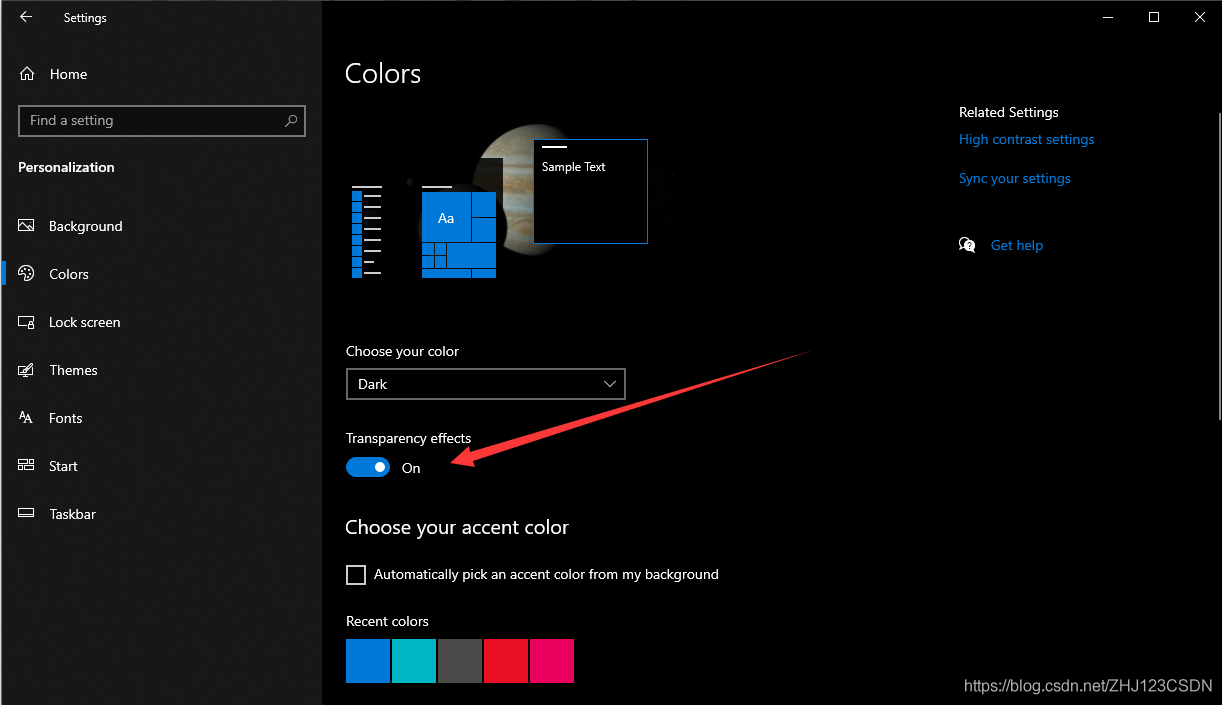 Settings
Home
Find a setting
Personalization
Background
Colors
Lock screen
Themes
Fonts
Start
Taskbar
Colors
Sample Text
Aa
Choose your color
Dark
Transparency effects
On
Choose your accent color
Automatically pick an accent color from my background
Recent colors
Related Settings
High contrast settings
Sync your settings
Get help
https://blog.csdn.net/ZHJ123CSDN